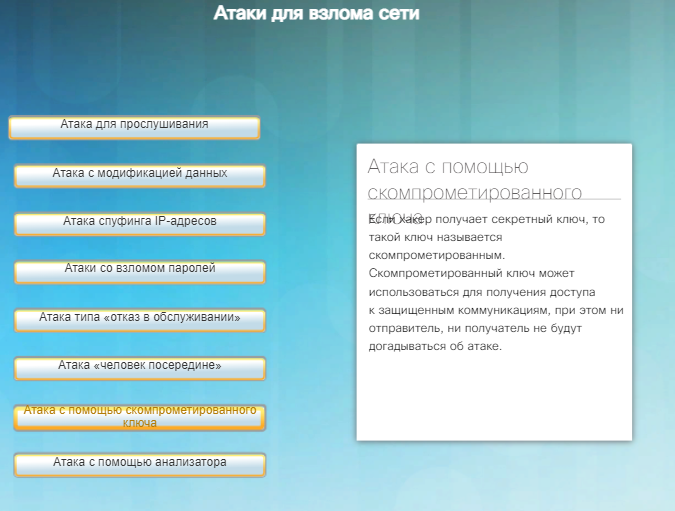 Атаки для взлома сети
Атака для прослушивания
Атака с модификацией данных
Атака спуфинга IP-адресов
Атаки со взломом паролей
Атака типа «отказ в обслуживании»
Атака «человек посередине»
Атака с помощью скомпрометированного
ключа
Атака с помощью анализатора
Атака с помощью
скомпрометированного
ключа
Если хакер получает секретный ключ, то
такой ключ называется
скомпрометированным.
Скомпрометированный ключ может
использоваться для получения доступа
к защищенным коммуникациям, при этом ни
отправитель, ни получатель не будут
догадываться об атаке.